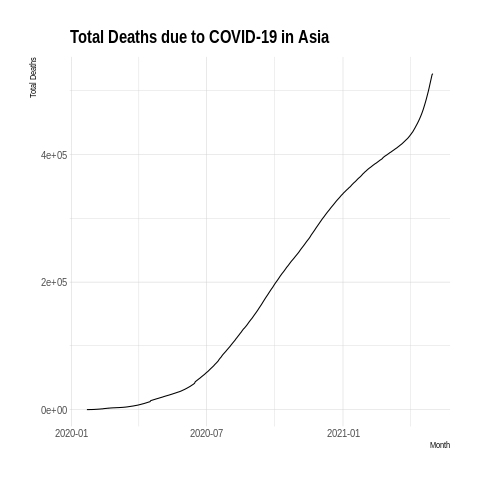 Total Deaths due to COVID-19 in Asia
Total Deaths
4e+05
2e+05
0e+00
2020-01 2020-07 2021-01
Month